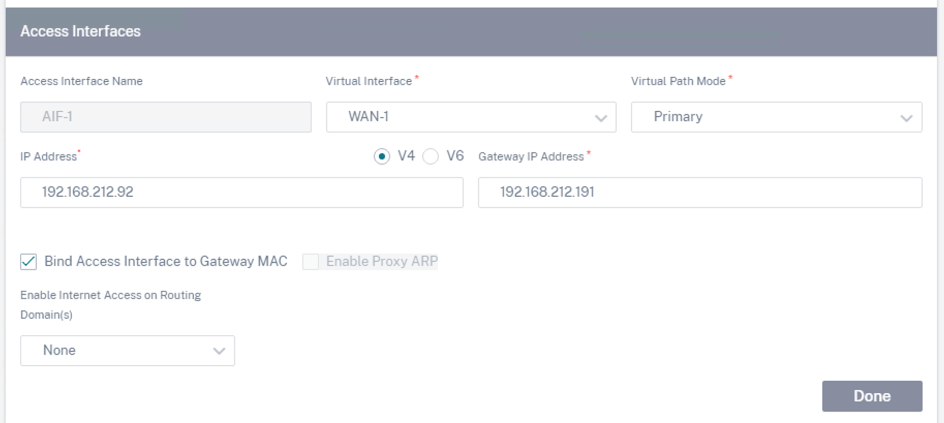 Access Interfaces
Access Interface Name
Virtual Interface *
Virtual Path Mode *
AIF-1
WAN-1
Primary
IP Address *
V4
V6
Gateway IP Address *
192.168.212.92
192.168.212.191
Bind Access Interface to Gateway MAC
Enable Proxy ARP
Enable Internet Access on Routing
Domain(s)
None
Done